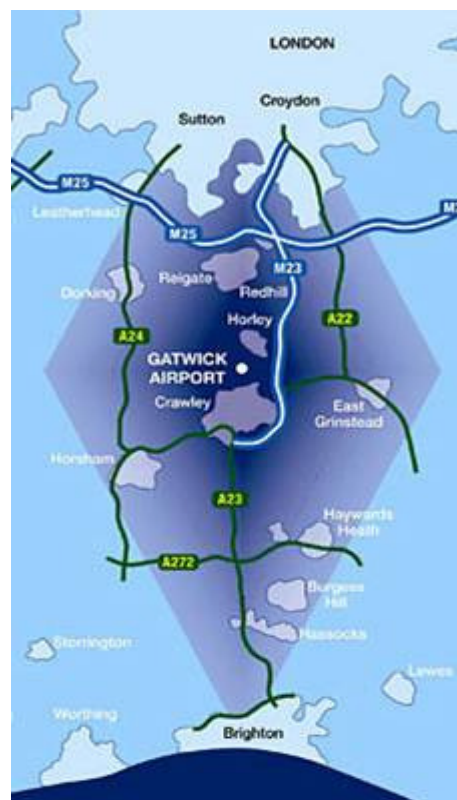 LONDON
Croydon
Sutton
M25
Leatherhead
M25
M23
Reigate
Redhill
Dorking
Horley
A24
A22
GATWICK
AIRPORT
Crawley
East
Grinstead
Horsham
A23
Haywards
Heath
A272
Burgess
Hill
Hassocks
Storrington
Lewes
Worthing
Brighton